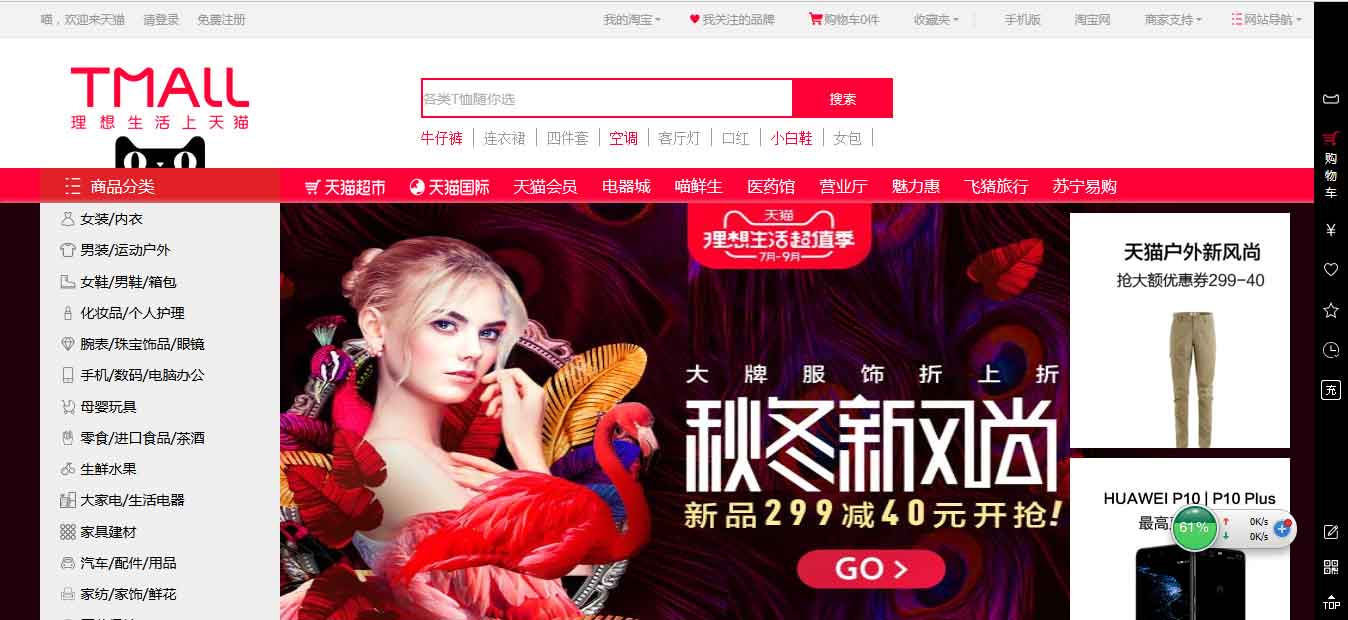 喵，欢迎来天猫 请登录 免费注册 我的淘宝 我关注的品牌 购物车0件 收藏夹 手机版 淘宝网 商家支持 网站导航
TMALL
理想生活上天猫
各类T恤随你选 搜索
牛仔裤 连衣裙 四件套 空调 客厅灯 口红 小白鞋 女包
商品分类 天猫超市 天猫国际 天猫会员 电器城 喵鲜生 医药馆 营业厅 魅力惠 飞猪旅行 苏宁易购
女装/内衣
男装/运动户外
女鞋/男鞋/箱包
化妆品/个人护理
腕表/珠宝饰品/眼镜
手机/数码/电脑办公
母婴玩具
零食/进口食品/茶酒
生鲜水果
大家电/生活电器
家具建材
汽车/配件/用品
家纺/家饰/鲜花
天猫
理想生活超值季
7月-9月
大牌服饰折上折
秋冬新风尚
新品299减40元开抢!
GO >
天猫户外新风尚
抢大额优惠券299-40
HUAWEI P10 | P10 Plus
最高
61%
0K/s
0K/s
购物车
¥
充
TOP